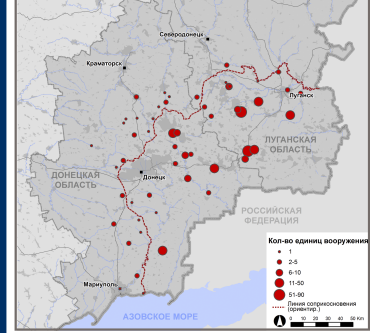 Северодонецк
Краматорск
Луганск
ЛУГАНСКАЯ
ОБЛАСТЬ
ДОНЕЦКАЯ
ОБЛАСТЬ
Донецк
РОССИЙСКАЯ
ФЕДЕРАЦИЯ
Мариуполь
АЗОВСКОЕ МОРЕ
Кол-во единиц вооружения
1
2-5
6-10
11-50
51-90
Линия соприкосновения
(ориентир.)
0 10 20 30 40 50 Km